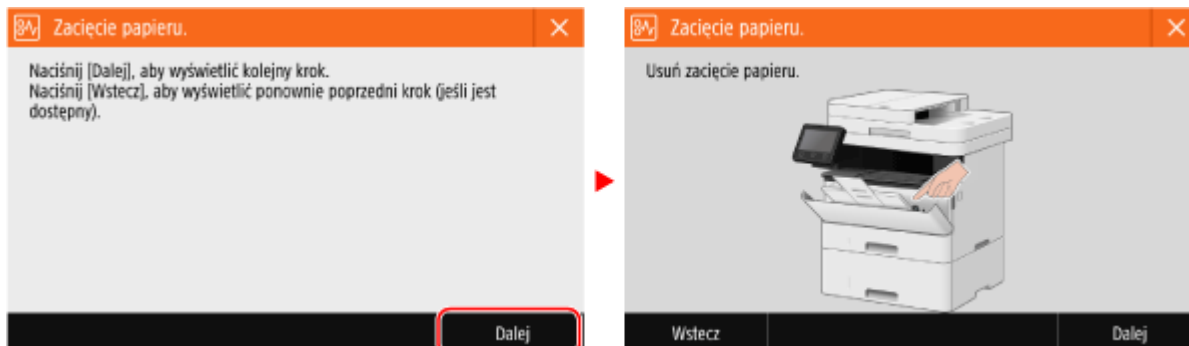 Zacięcie papieru.
Naciśnij [Dalej], aby wyświetlić kolejny krok.
Naciśnij [Wstecz], aby wyświetlić ponownie poprzedni krok (jeśli jest
dostępny).
Dalej
Zacięcie papieru.
Usuń zacięcie papieru.
Wstecz
Dalej